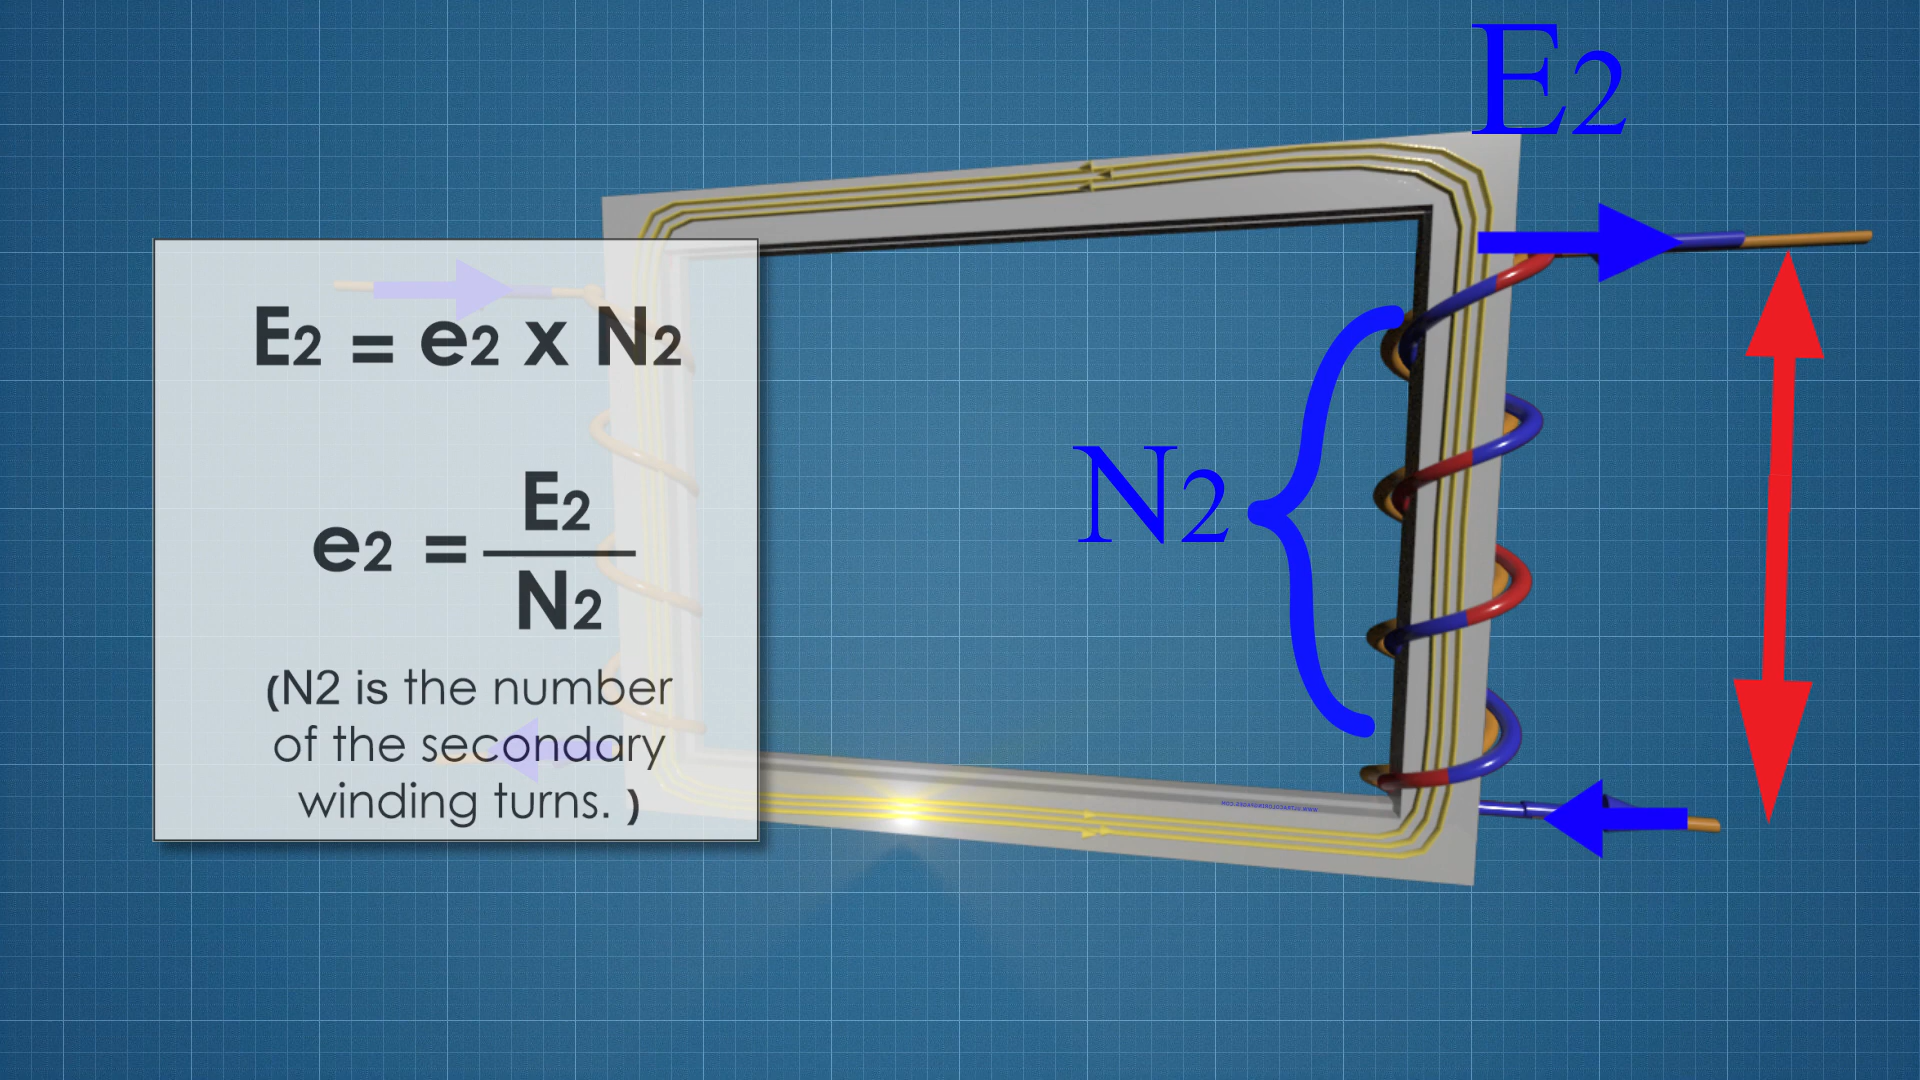 E2
E2 = e2 x N2
N2
e2 = E2
N2
(N2 is the number
of the secondary
winding turns. )